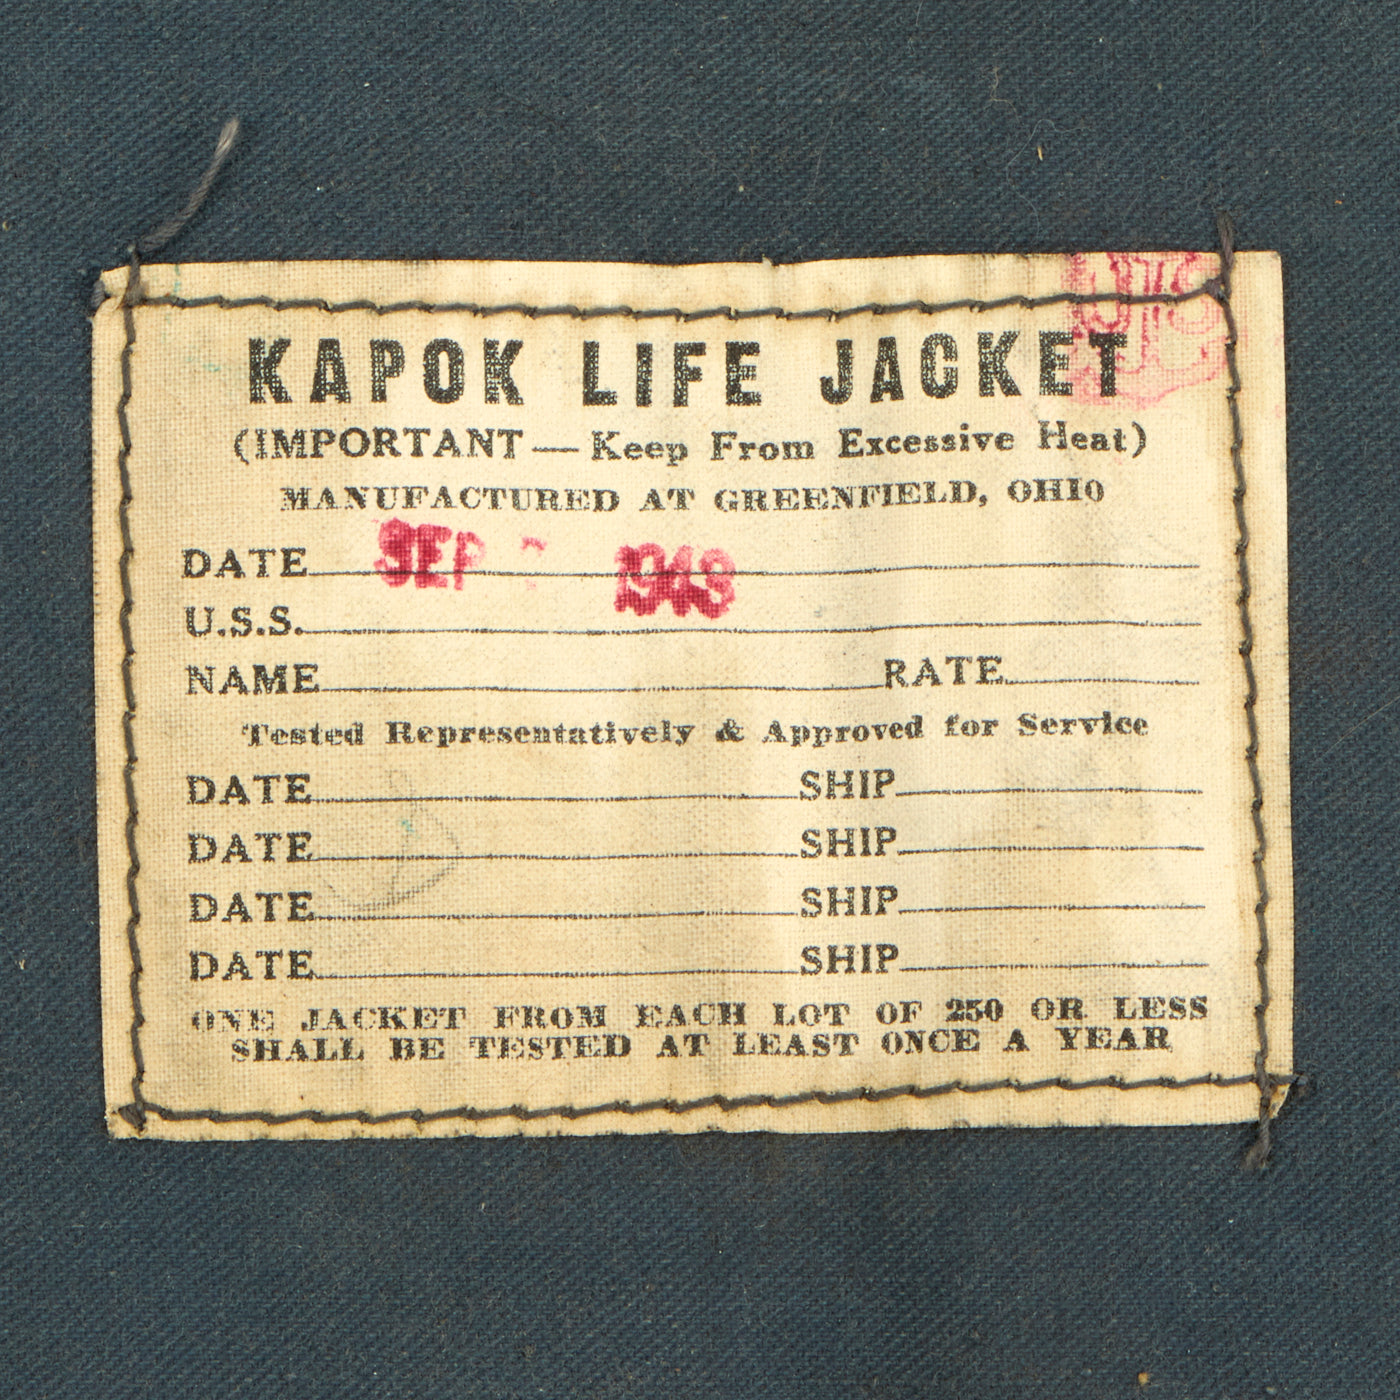 US
KAPOK LIFE JACKET
(IMPORTANT — Keep From Excessive Heat)
MANUFACTURED AT GREENFIELD, OHIO
DATE SEP 1943
U.S.S.
NAME RATE
Tested Representatively & Approved for Service
DATE SHIP
DATE SHIP
DATE SHIP
DATE SHIP
ONE JACKET FROM EACH LOT OF 250 OR LESS
SHALL BE TESTED AT LEAST ONCE A YEAR